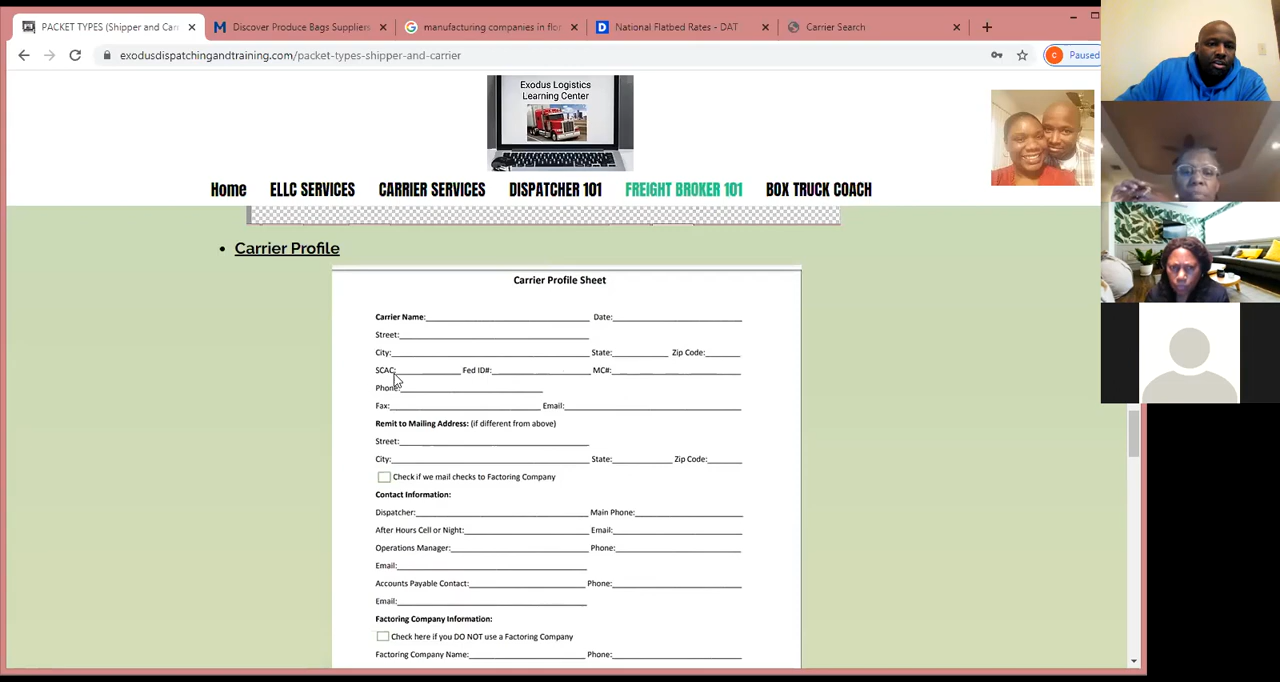 PACKET TYPES (Shipper and Carr
Discover Produce Bags Suppliers
manufacturing companies in flor
National Flatbed Rates - DAT
Carrier Search
exodusdispatchingandtraining.com/packet-types-shipper-and-carrier
C Paused
Exodus Logistics
Learning Center
Home ELLC SERVICES CARRIER SERVICES DISPATCHER 101 FREIGHT BROKER 101 BOX TRUCK COACH
• Carrier Profile
Carrier Profile Sheet
Carrier Name: Date:
Street:
City: State: Zip Code:
SCAC: Fed ID#: MC#:
Phone:
Fax: Email:
Remit to Mailing Address: (if different from above)
Street:
City: State: Zip Code:
Check if we mail checks to Factoring Company
Contact Information:
Dispatcher: Main Phone:
After Hours Cell or Night: Email:
Operations Manager: Phone:
Email:
Accounts Payable Contact: Phone:
Email:
Factoring Company Information:
Check here if you DO NOT use a Factoring Company
Factoring Company Name: Phone: